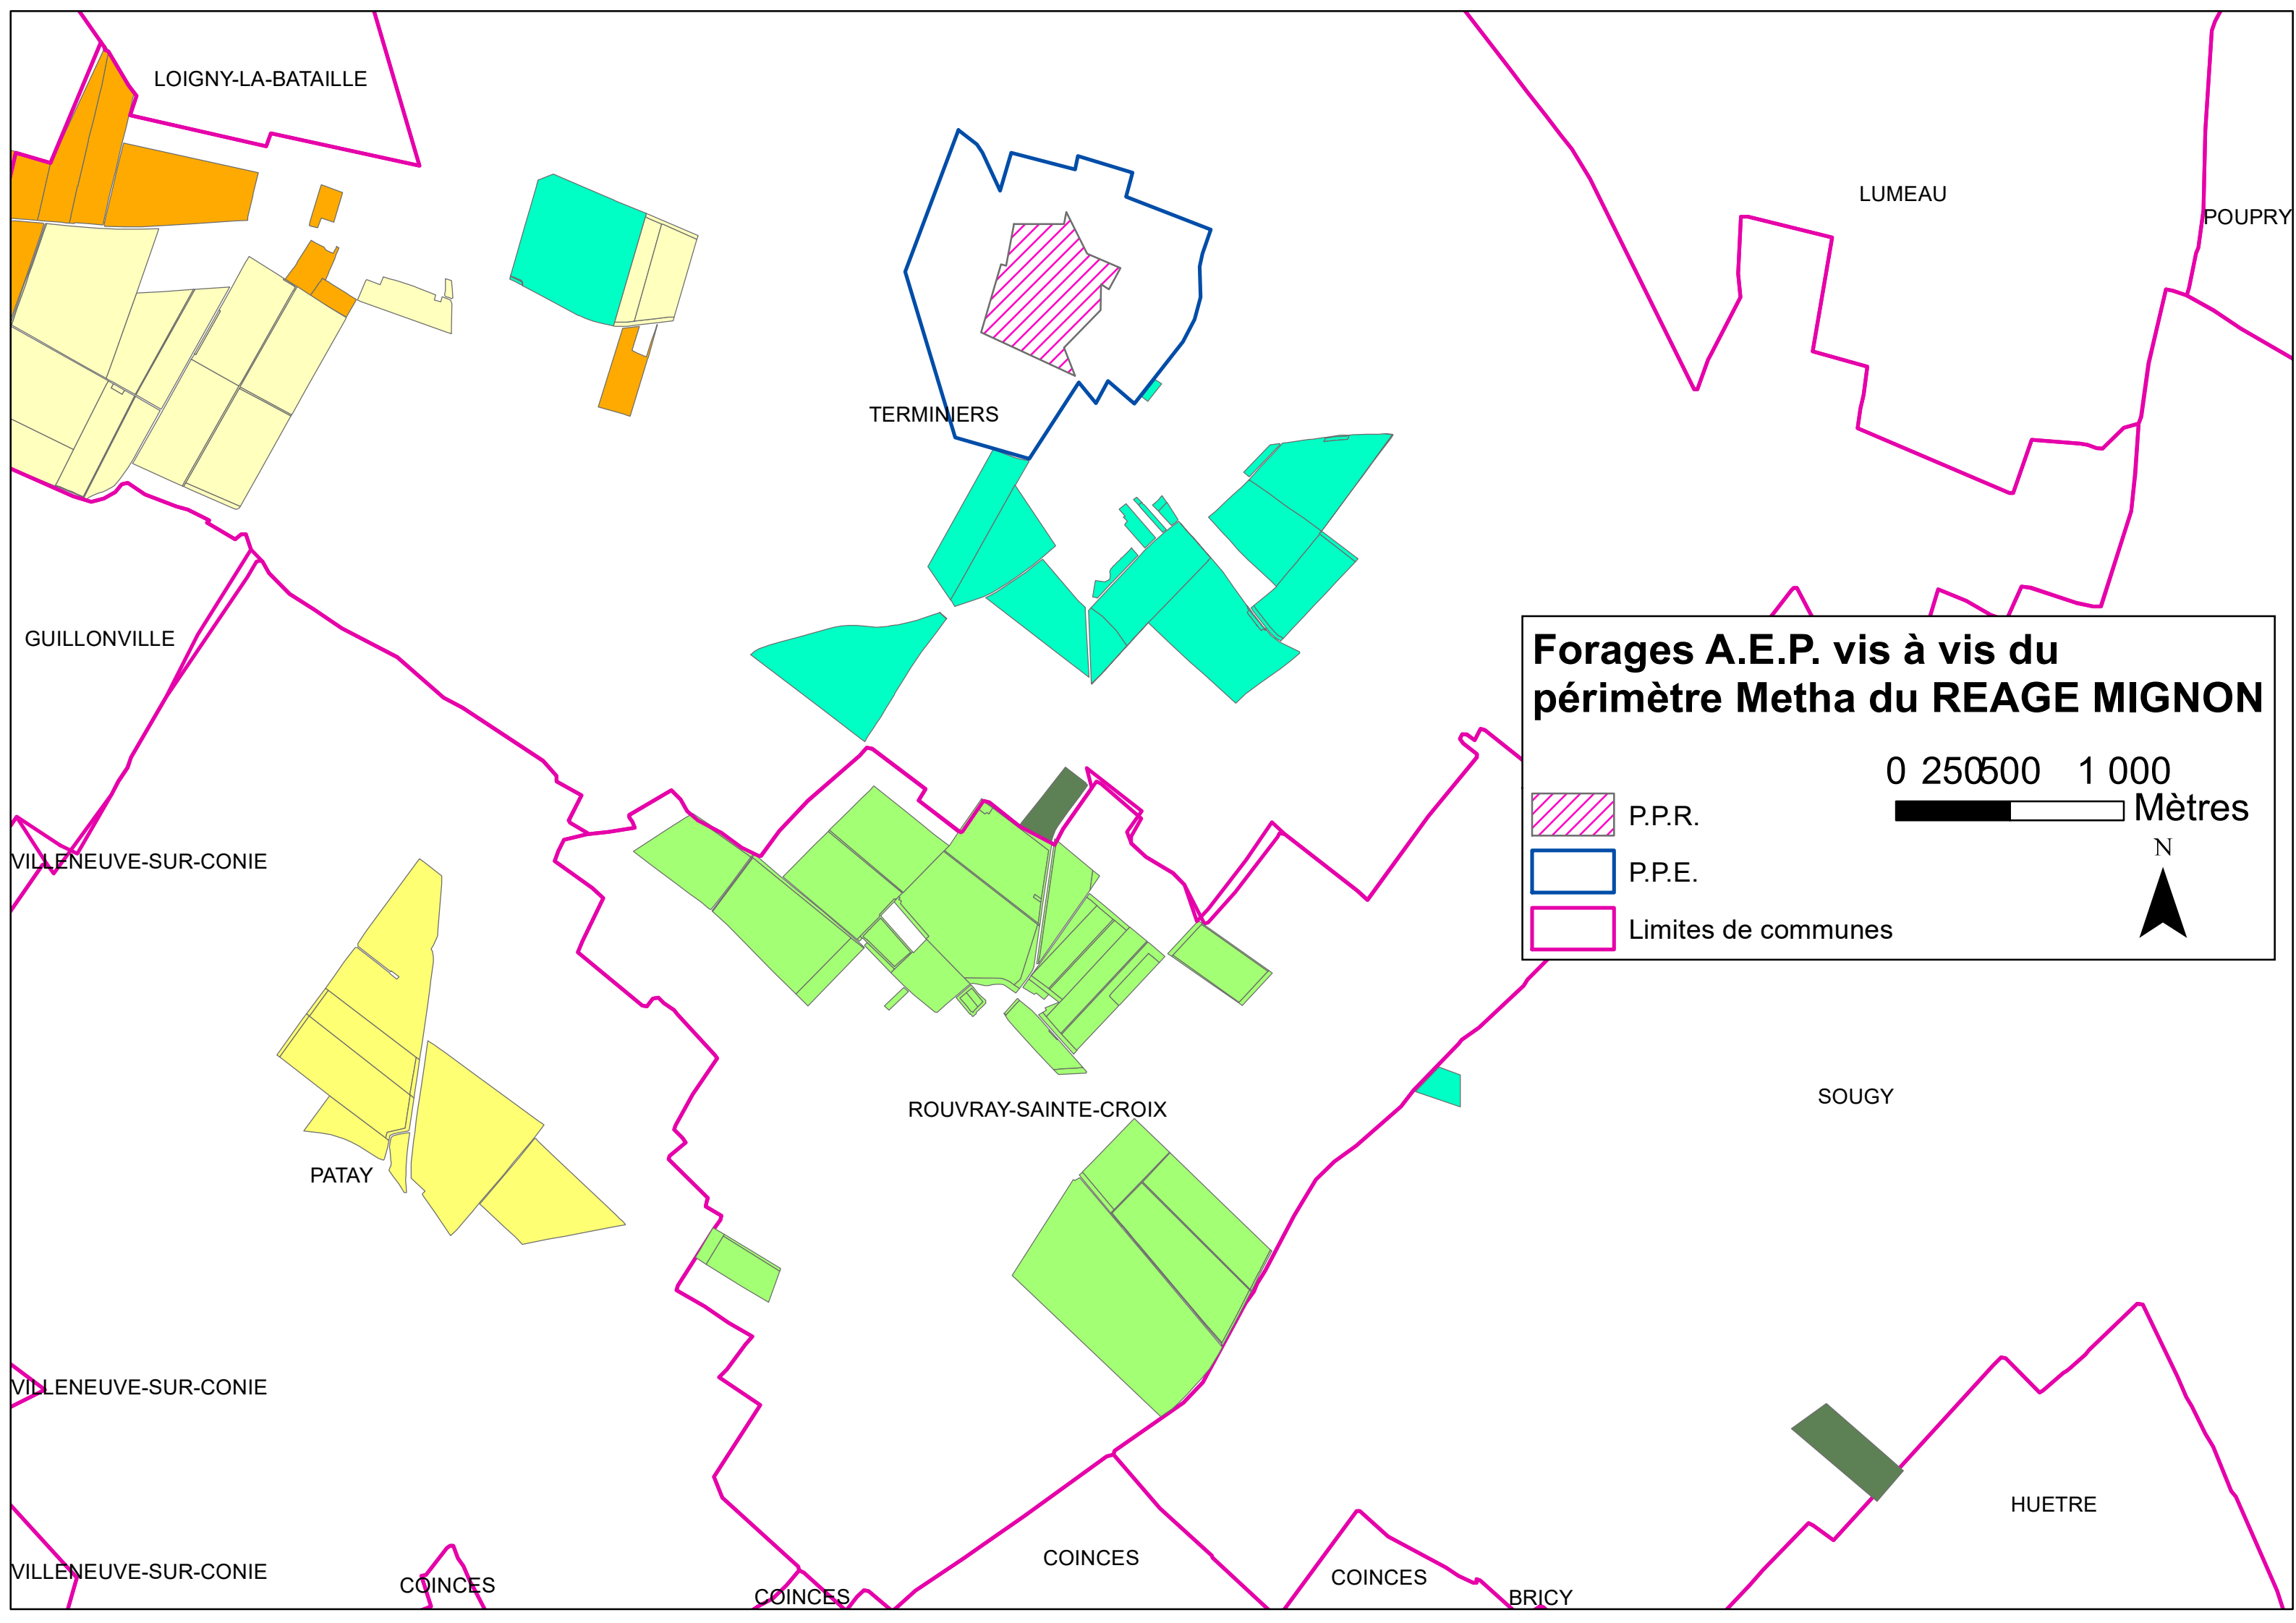 LOIGNY-LA-BATAILLE
LUMEAU
POUPRY
TERMINIERS
GUILLONVILLE
Forages A.E.P. vis à vis du
périmètre Metha du REAGE MIGNON
0 250 500 1 000
Mètres
P.P.R.
N
VILLENEUVE-SUR-CONIE
P.P.E.
Limites de communes
SOUGY
ROUVRAY-SAINTE-CROIX
PATAY
VILLENEUVE-SUR-CONIE
HUETRE
COINCES
VILLENEUVE-SUR-CONIE
COINCES
COINCES
COINCES
BRICY